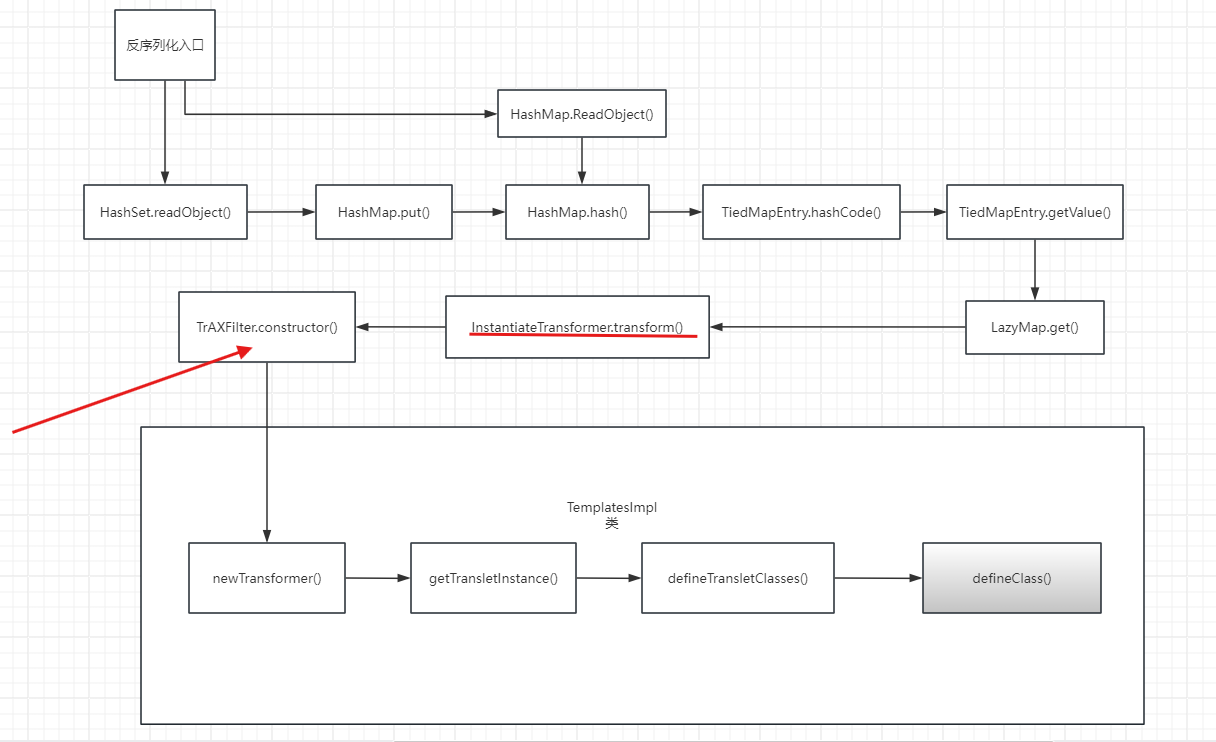 反序列化入口
HashMap.ReadObject()
HashSet.readObject()
HashMap.put()
HashMap.hash()
TiedMapEntry.hashCode()
TiedMapEntry.getValue()
TrAXFilter.constructor()
InstantiateTransformer.transform()
LazyMap.get()
TemplatesImpl
类
newTransformer()
getTransletInstance()
defineTransletClasses()
defineClass()